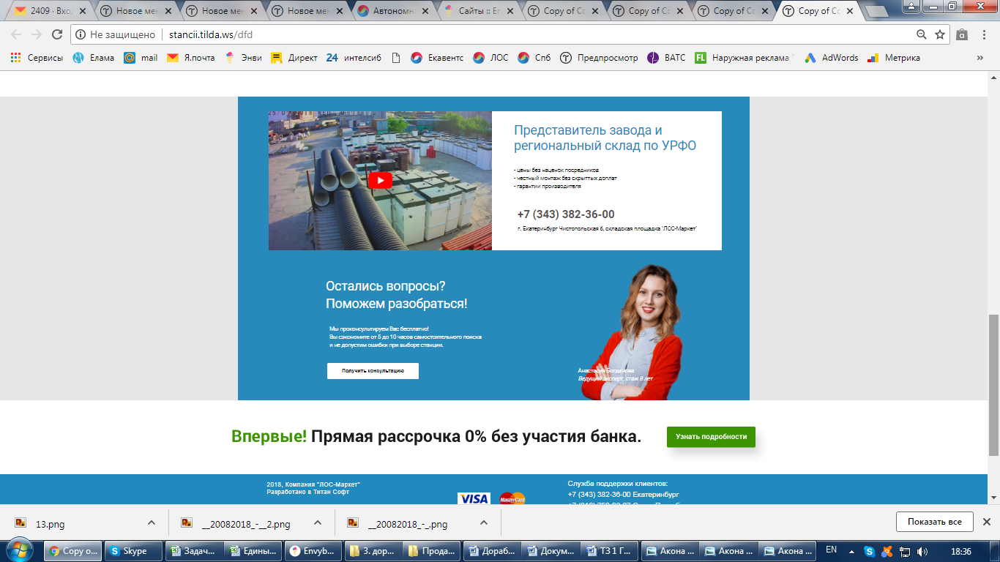 2409 · Вход
Новое мен
Новое мен
Новое мен
Автономна
Сайты :: En
Copy of Co
Copy of Co
Copy of Co
Copy of Co
Не защищено
stancii.tilda.ws/dfd
Сервисы
Елама
mail
Я.почта
Энви
Директ
24 интелсиб
Екавентс
ЛОС
Спб
Предпросмотр
ВАТС
FL Наружная реклама
AdWords
Метрика
»
Представитель завода и
региональный склад по УРФО
- цены без наценок посредников
- честный монтаж без скрыттых доплат
- гарантии производителя
+7 (343) 382-36-00
г. Екатеринбург Чистопольская 6, складская площадка "ЛОС-Маркет"
Остались вопросы?
Поможем разобраться!
Мы проконсультируем Вас бесплатно!
Вы сэкономите от 5 до 10 часов самостоятельного поиска
и не допустим ошибки при выборе станции.
Получить консультацию
Анастасия Богданова
Ведущий эксперт, стаж 8 лет
Впервые! Прямая рассрочка 0% без участия банка.
Узнать подробности
2018, Компания "ЛОС-Маркет"
Разработано в Титан Софт
VISA
MasterCard
Служба поддержки клиентов:
+7 (343) 382-36-00 Екатеринбург
13.png
__20082018_-__2.png
__20082018_-_.png
Показать все
Copy o...
Skype
Задач...
Едины...
Envyb...
3. дор...
Прода...
Дораб...
Докум...
ТЗ 1 Г...
Акона ...
Акона ...
Акона ...
EN
18:36